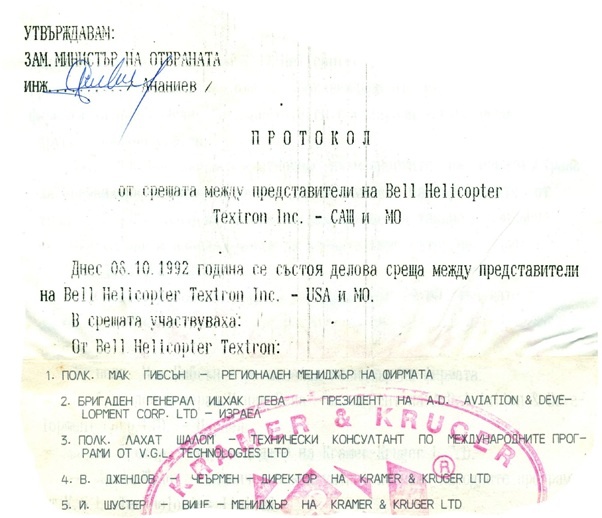 УТВЪРЖДАВАМ:
ЗАМ. МИНИСТЪР НА ОТБРАНАТА
инж. Ананиев /
П Р О Т О К О Л
от срещата между представители на Bell Helicopter
Textron Inc. - САЩ и МО
Днес 08.10.1992 година се състоя делова среща между представители
на Bell Helicopter Textron Inc. - USA и МО.
В срещата участвуваха:
От Bell Helicopter Textron:
1. ПОЛК. МАК ГИБСЪН - РЕГИОНАЛЕН МЕНИДЖЪР НА ФИРМАТА
2. БРИГАДЕН ГЕНЕРАЛ ИЦХАК ГЕВА - ПРЕЗИДЕНТ НА A.D. AVIATION & DEVE-
LOPMENT CORP. LTD - ИЗРАЕЛ
3. ПОЛК. ЛАХАТ ШАЛОМ - ТЕХНИЧЕСКИ КОНСУЛТАНТ ПО МЕЖДУНАРОДНИТЕ ПРОГ-
РАМИ ОТ V.G.L. TECHNOLOGIES LTD
KRAMER & KRUGER
®
4. В. ДЖЕНДОВ - ЧЕЪРМЕН - ДИРЕКТОР НА KRAMER & KRUGER LTD
5. Й. ШУСТЕР - ВИЦЕ - МЕНИДЖЪР НА KRAMER & KRUGER LTD